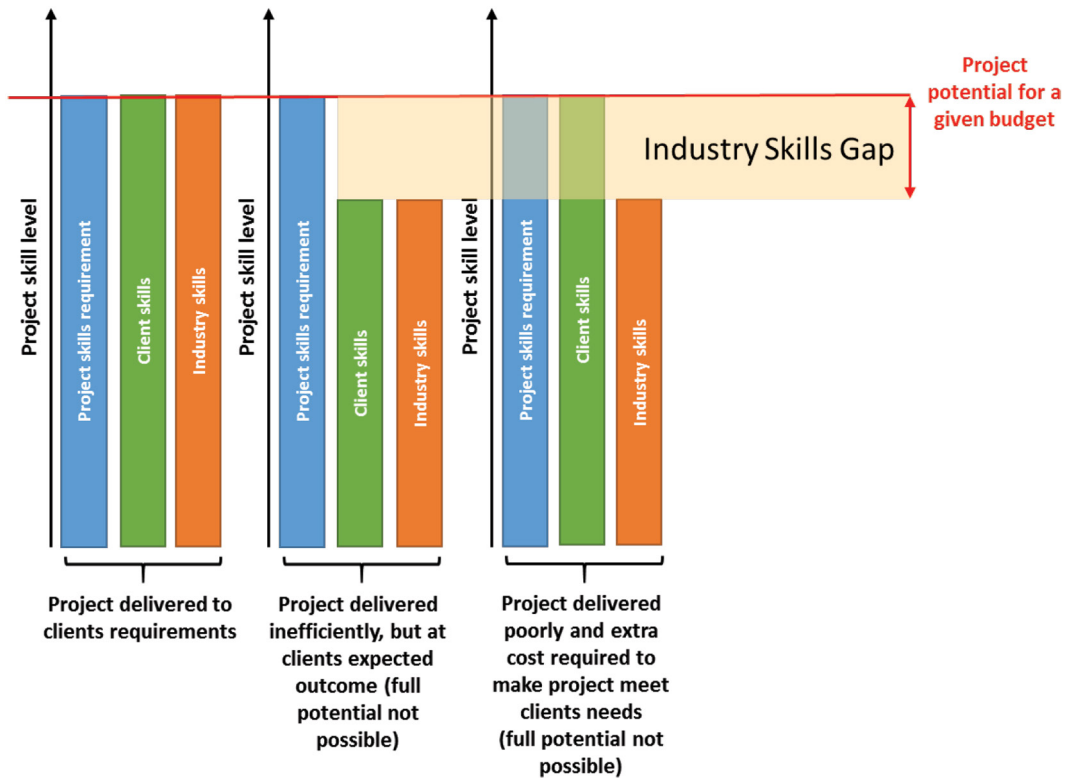 Project
potential for a
given budget
Industry Skills Gap
Project skill level
Project skills requirement
Client skills
Industry skills
Project skill level
Project skills requirement
Client skills
Industry skills
Project skill level
Project skills requirement
Client skills
Industry skills
Project delivered to
clients requirements
Project delivered
inefficiently, but at
clients expected
outcome (full
potential not
possible)
Project delivered
poorly and extra
cost required to
make project meet
clients needs
(full potential not
possible)